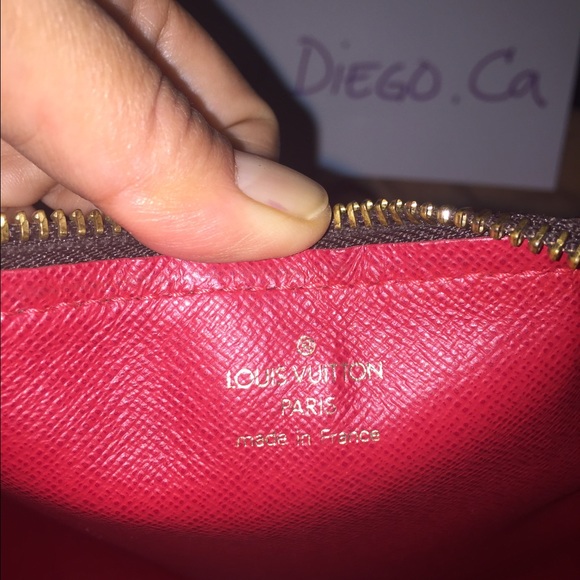 DIEGO.Ca
LOUIS VUITTON
PARIS
made in France